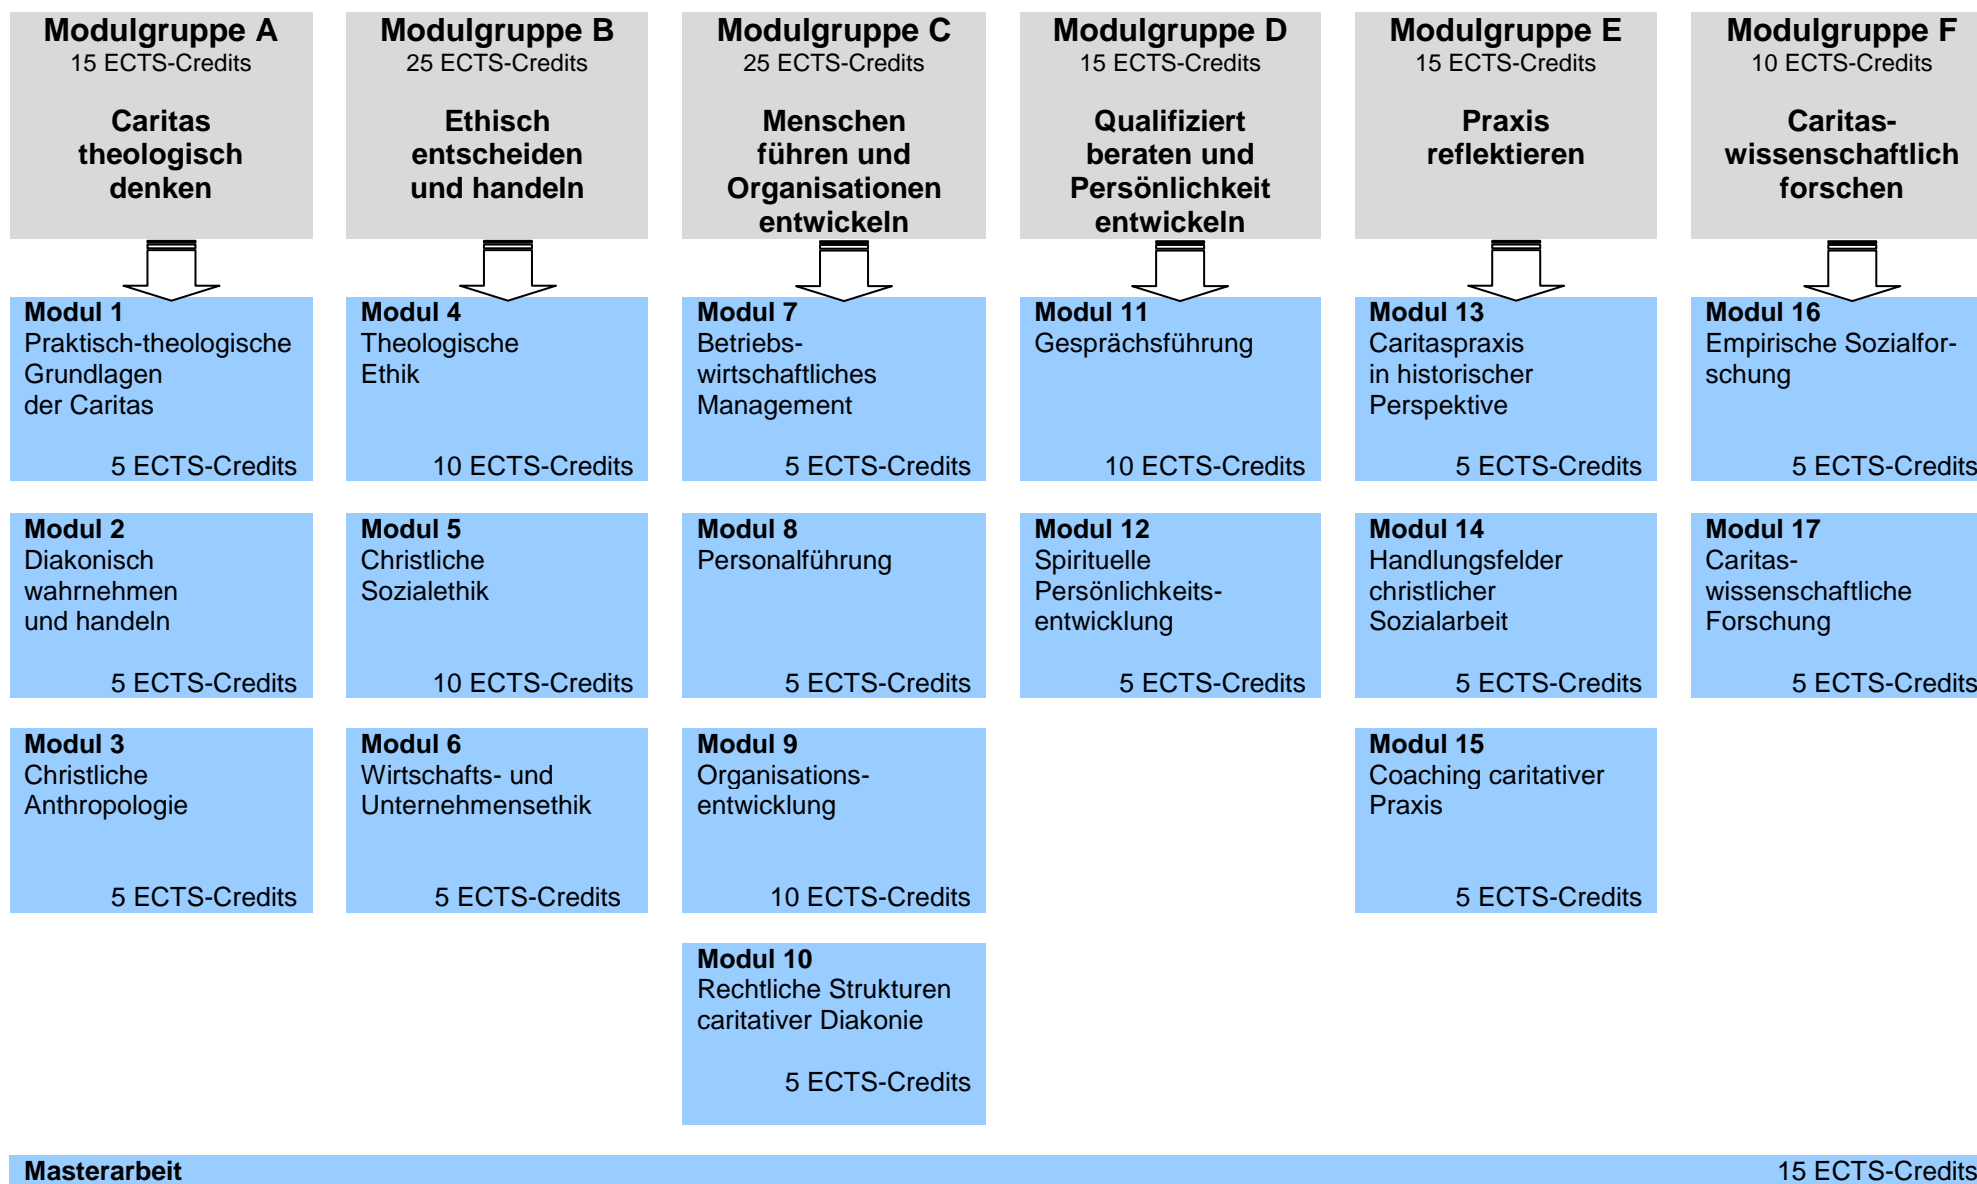 Modulgruppe A
15 ECTS-Credits
Caritas
theologisch
denken
Modulgruppe B
25 ECTS-Credits
Ethisch
entscheiden
und handeln
Modulgruppe C
25 ECTS-Credits
Menschen
führen und
Organisationen
entwickeln
Modulgruppe D
15 ECTS-Credits
Qualifiziert
beraten und
Persönlichkeit
entwickeln
Modulgruppe E
15 ECTS-Credits
Praxis
reflektieren
Modulgruppe F
10 ECTS-Credits
Caritas-
wissenschaftlich
forschen
Modul 1
Praktisch-theologische
Grundlagen
der Caritas
5 ECTS-Credits
Modul 4
Theologische
Ethik
10 ECTS-Credits
Modul 7
Betriebs-
wirtschaftliches
Management
5 ECTS-Credits
Modul 11
Gesprächsführung
10 ECTS-Credits
Modul 13
Caritaspraxis
in historischer
Perspektive
5 ECTS-Credits
Modul 16
Empirische Sozialfor-
schung
5 ECTS-Credits
Modul 2
Diakonisch
wahrnehmen
und handeln
5 ECTS-Credits
Modul 5
Christliche
Sozialethik
10 ECTS-Credits
Modul 8
Personalführung
5 ECTS-Credits
Modul 12
Spirituelle
Persönlichkeits-
entwicklung
5 ECTS-Credits
Modul 14
Handlungsfelder
christlicher
Sozialarbeit
5 ECTS-Credits
Modul 17
Caritas-
wissenschaftliche
Forschung
5 ECTS-Credits
Modul 3
Christliche
Anthropologie
5 ECTS-Credits
Modul 6
Wirtschafts- und
Unternehmensethik
5 ECTS-Credits
Modul 9
Organisations-
entwicklung
10 ECTS-Credits
Modul 15
Coaching caritativer
Praxis
5 ECTS-Credits
Modul 10
Rechtliche Strukturen
caritativer Diakonie
5 ECTS-Credits
Masterarbeit 15 ECTS-Credits